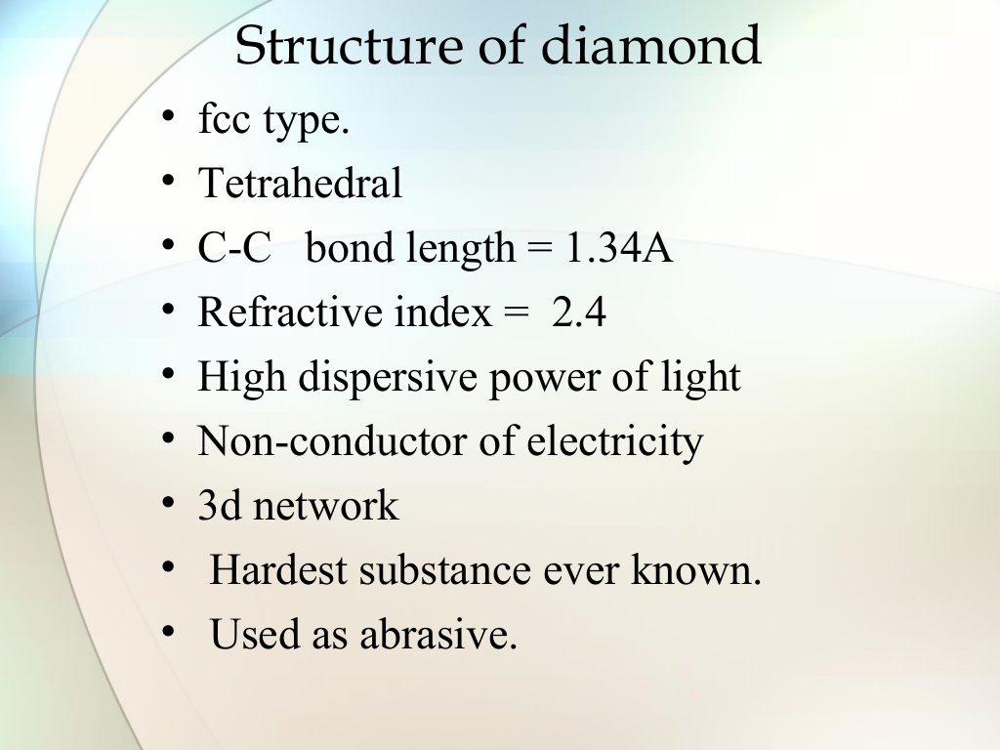 Structure of diamond
• fcc type.
• Tetrahedral
• C-C   bond length = 1.34A
• Refractive index =  2.4
• High dispersive power of light
• Non-conductor of electricity
• 3d network
•  Hardest substance ever known.
•  Used as abrasive.